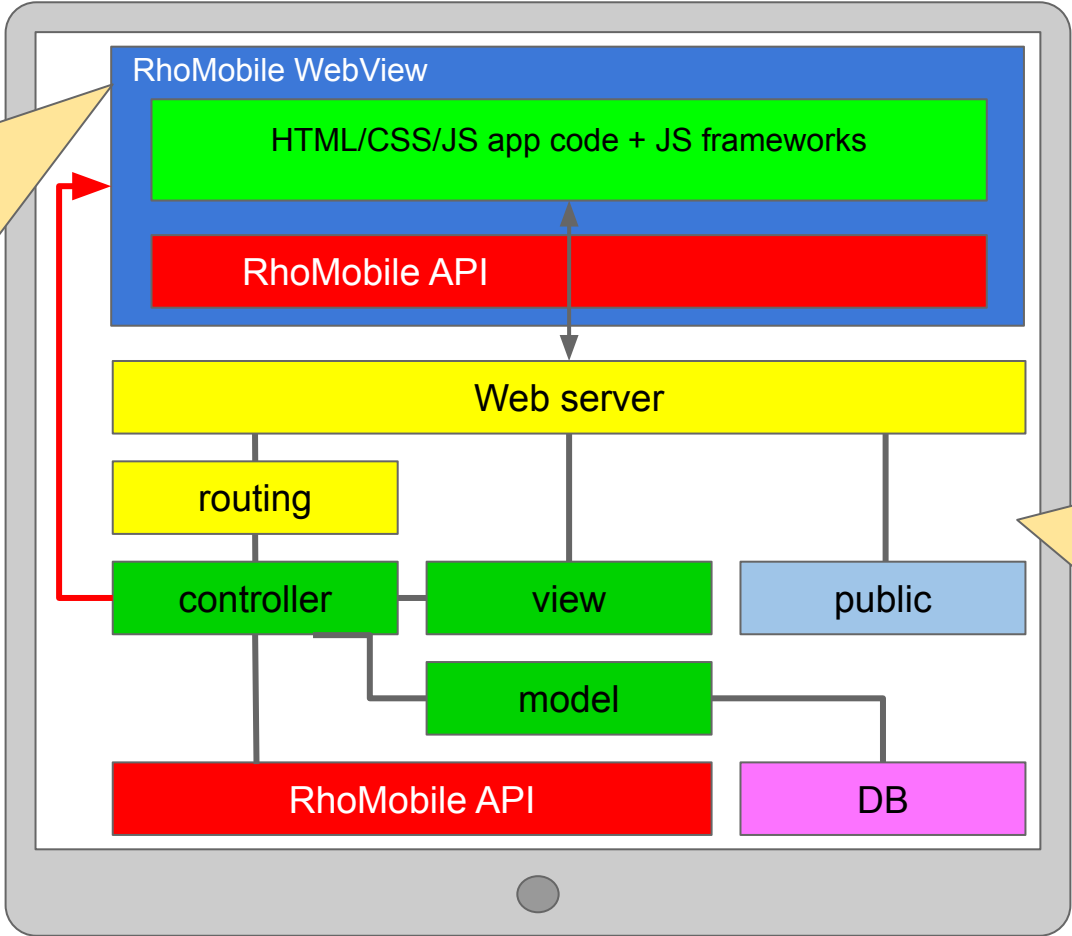 RhoMobile WebView
HTML/CSS/JS app code + JS frameworks
RhoMobile API
Web server
routing
controller
view
public
model
RhoMobile API
DB